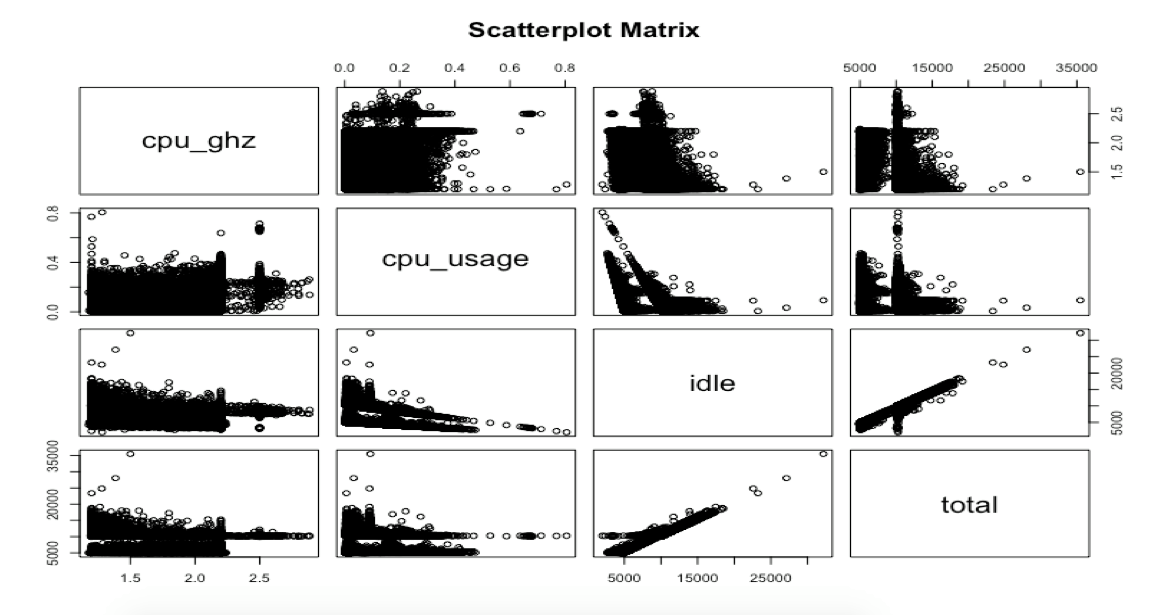 Scatterplot Matrix
0.0 0.2 0.4 0.6 0.8
5000 15000 25000 35000
cpu_ghz
1.5 2.0 2.5
0.0 0.4 0.8
cpu_usage
idle
5000 20000
5000 20000 35000
total
1.5 2.0 2.5
5000 15000 25000